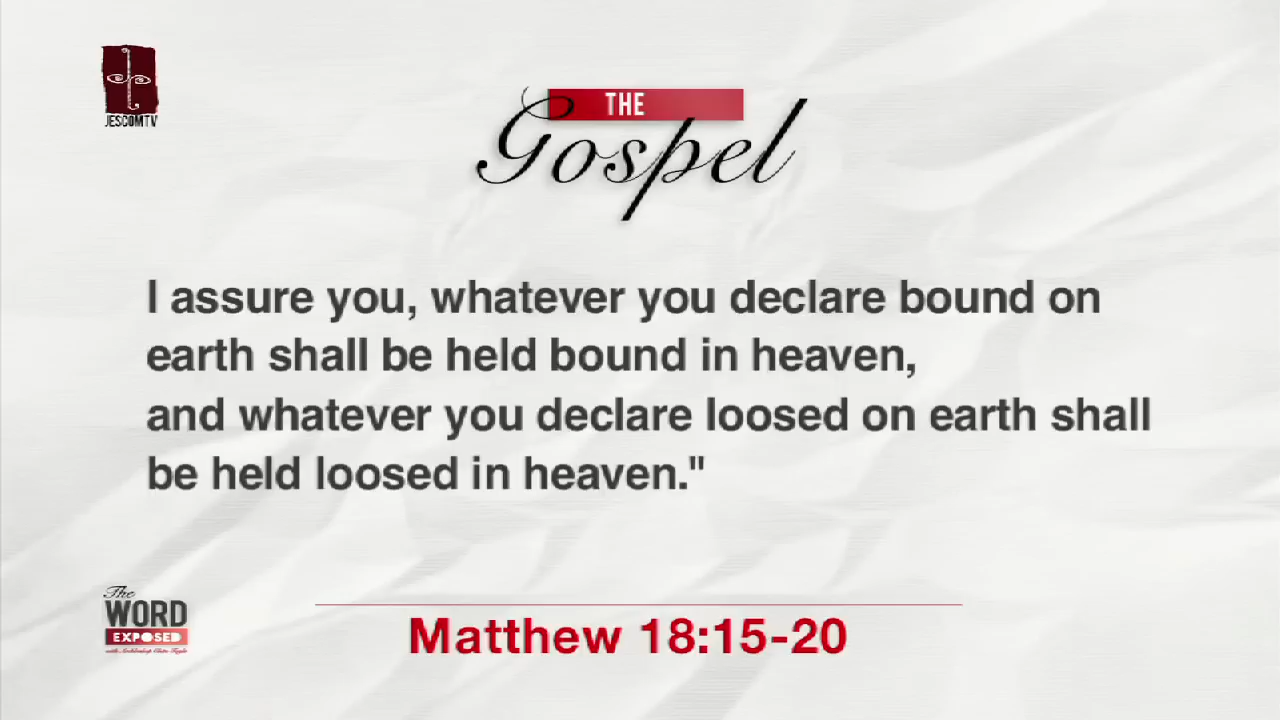 JESCOMTV
THE
Gospel
I assure you, whatever you declare bound on
earth shall be held bound in heaven,
and whatever you declare loosed on earth shall
be held loosed in heaven."
The
WORD
EXPOSED
Matthew 18:15-20